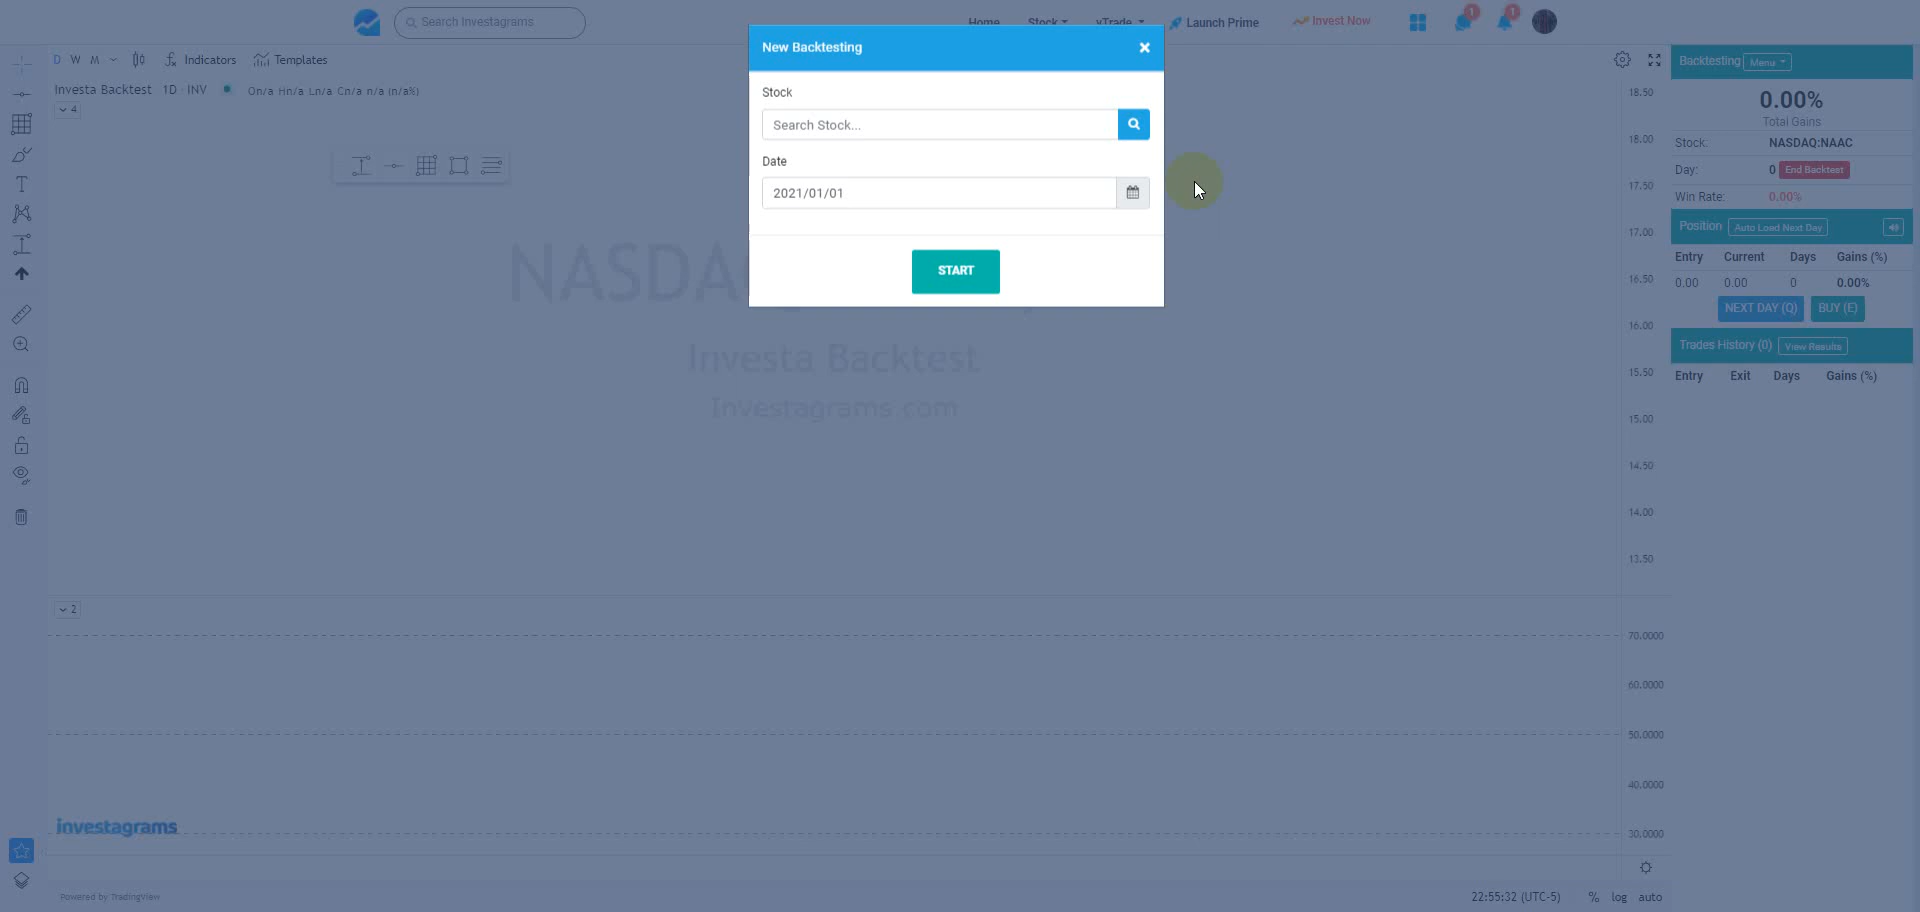 Search Investagrams
Home
Stock
vTrade
Launch Prime
Invest Now
1
1
New Backtesting
×
Stock
Search Stock...
Date
2021/01/01
START
D W M
Indicators
Templates
Investa Backtest 1D INV
On/a Hn/a Ln/a Cn/a n/a (n/a%)
4
NASDAQ
Investa Backtest
Investagrams.com
18.50
18.00
17.50
17.00
16.50
16.00
15.50
15.00
14.50
14.00
13.50
2
70.0000
60.0000
50.0000
40.0000
30.0000
investagrams
Powered by TradingView
22:55:32 (UTC-5)
% log auto
Backtesting Menu
0.00%
Total Gains
Stock: NASDAQ:NAAC
Day: 0 End Backtest
Win Rate: 0.00%
Position Auto Load Next Day
Entry Current Days Gains (%)
0.00 0.00 0 0.00%
NEXT DAY (Q) BUY (E)
Trades History (0) View Results
Entry Exit Days Gains (%)